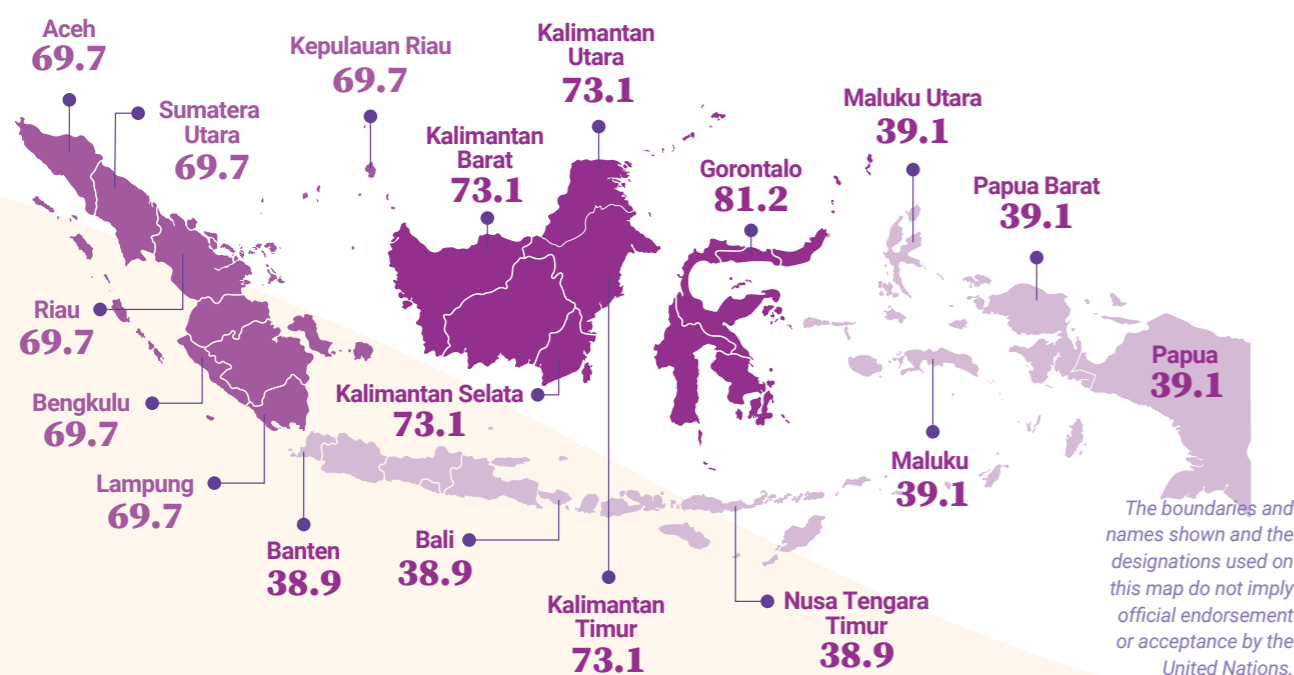 Aceh
69.7
Sumatera
Utara
69.7
Kepulauan Riau
69.7
Kalimantan
Utara
73.1
Kalimantan
Barat
73.1
Gorontalo
81.2
Maluku Utara
39.1
Papua Barat
39.1
Riau
69.7
Bengkulu
69.7
Lampung
69.7
Kalimantan Selata
73.1
Papua
39.1
Maluku
39.1
Banten
38.9
Bali
38.9
Kalimantan
Timur
73.1
Nusa Tengara
Timur
38.9
The boundaries and
names shown and the
designations used on
this map do not imply
official endorsement
or acceptance by the
United Nations.